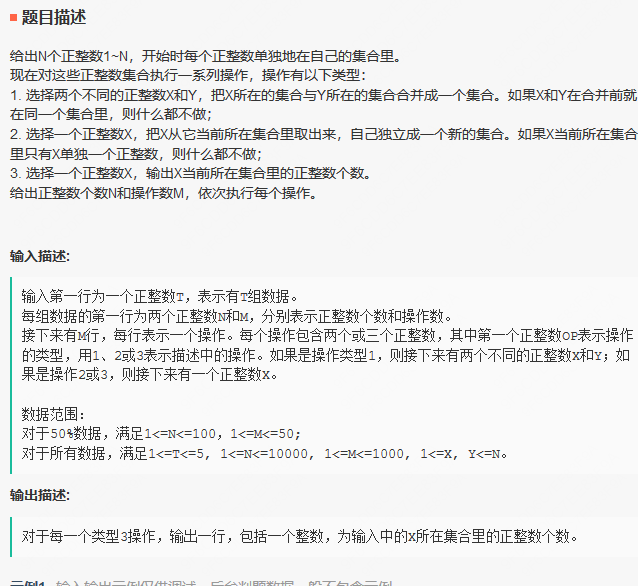 题目描述
给出N个正整数1~N，开始时每个正整数单独地在自己的集合里。
现在对这些正整数集合执行一系列操作，操作有以下类型：
1. 选择两个不同的正整数X和Y，把X所在的集合与Y所在的集合合并成一个集合。如果X和Y在合并前就
在同一个集合里，则什么都不做；
2. 选择一个正整数X，把X从它当前所在集合里取出来，自己独立成一个新的集合。如果X当前所在集合
里只有X单独一个正整数，则什么都不做；
3. 选择一个正整数X，输出X当前所在集合里的正整数个数。
给出正整数个数N和操作数M，依次执行每个操作。
输入描述:
输入第一行为一个正整数T，表示有T组数据。
每组数据的第一行为两个正整数N和M，分别表示正整数个数和操作数。
接下来有M行，每行表示一个操作。每个操作包含两个或三个正整数，其中第一个正整数OP表示操作
的类型，用1、2或3表示描述中的操作。如果是操作类型1，则接下来有两个不同的正整数X和Y；如
果是操作2或3，则接下来有一个正整数X。
数据范围：
对于50%数据，满足1<=N<=100，1<=M<=50;
对于所有数据，满足1<=T<=5, 1<=N<=10000, 1<=M<=1000, 1<=X, Y<=N。
输出描述:
对于每一个类型3操作，输出一行，包括一个整数，为输入中的X所在集合里的正整数个数。